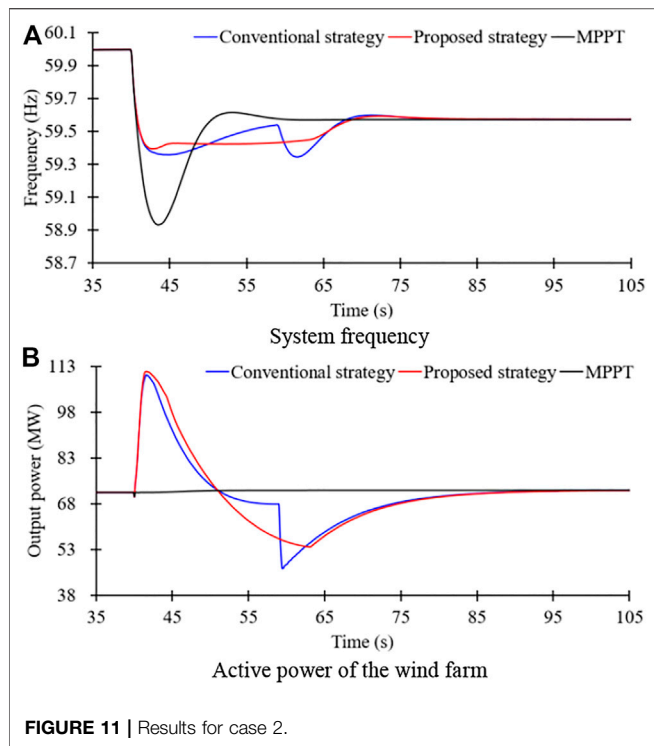 A
Conventional strategy Proposed strategy MPPT
Frequency (Hz)
60.1
59.9
59.7
59.5
59.3
59.1
58.9
58.7
35 45 55 65 75 85 95 105
Time (s)
System frequency
B
Conventional strategy Proposed strategy MPPT
Output power (MW)
113
98
83
68
53
38
35 45 55 65 75 85 95 105
Time (s)
Active power of the wind farm
FIGURE 11 | Results for case 2.